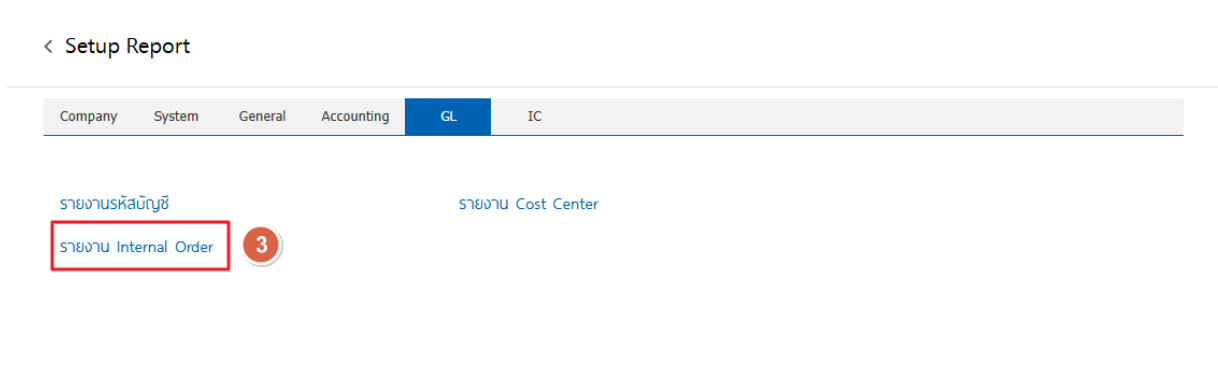 < Setup Report
Company System General Accounting GL IC
รายงานรหัสบัญชี รายงาน Cost Center
รายงาน Internal Order 3